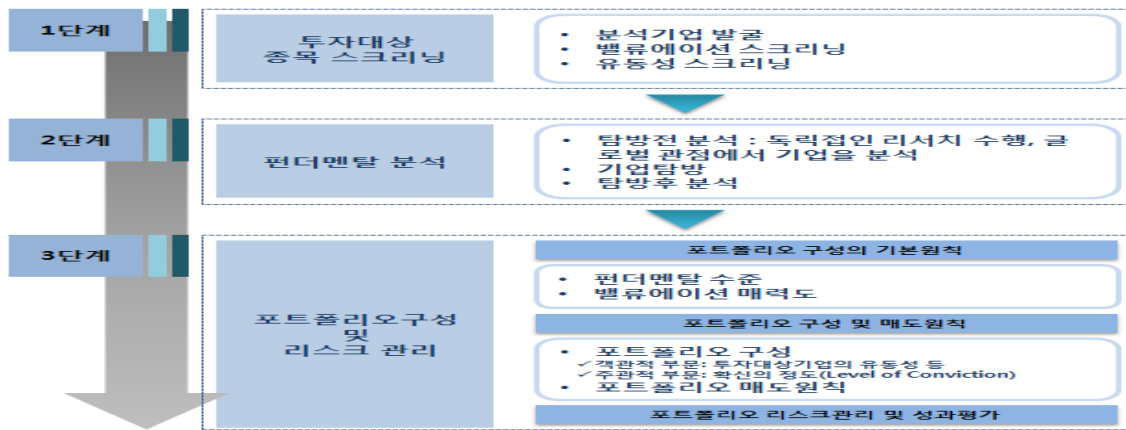 1단계
투자대상
종목 스크리닝
• 분석기업 발굴
• 밸류에이션 스크리닝
• 유동성 스크리닝
2단계
펀더멘탈 분석
• 탐방전 분석 : 독립접인 리서치 수행, 글
로벌 관점에서 기업을 분석
• 기업탐방
• 탐방후 분석
3단계
포트폴리오구성
및
리스크 관리
포트폴리오 구성의 기본원칙
• 펀더멘탈 수준
• 밸류에이션 매력도
포트폴리오 구성 및 매도원칙
• 포트폴리오 구성
✓객관적 부문: 투자대상기업의 유동성 등
✓주관적 부문: 확신의 정도(Level of Conviction)
• 포트폴리오 매도원칙
포트폴리오 리스크관리 및 성과평가